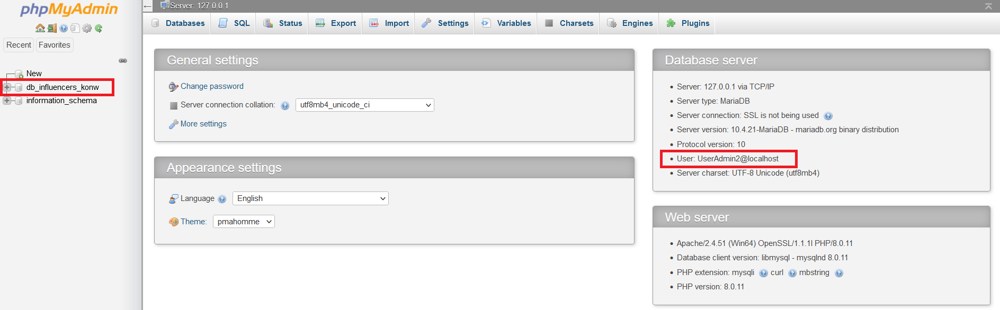 phpMyAdmin
Recent Favorites
New
db_influencers_konw
information_schema
Server: 127.0.0.1
Databases SQL Status Export Import Settings Variables Charsets Engines Plugins
General settings
Change password
Server connection collation: utf8mb4_unicode_ci
More settings
Appearance settings
Language English
Theme: pmahomme
Database server
Server: 127.0.0.1 via TCP/IP
Server type: MariaDB
Server connection: SSL is not being used
Server version: 10.4.21-MariaDB - mariadb.org binary distribution
Protocol version: 10
User: UserAdmin2@localhost
Server charset: UTF-8 Unicode (utf8mb4)
Web server
Apache/2.4.51 (Win64) OpenSSL/1.1.1l PHP/8.0.11
Database client version: libmysql - mysqlnd 8.0.11
PHP extension: mysqli curl mbstring
PHP version: 8.0.11